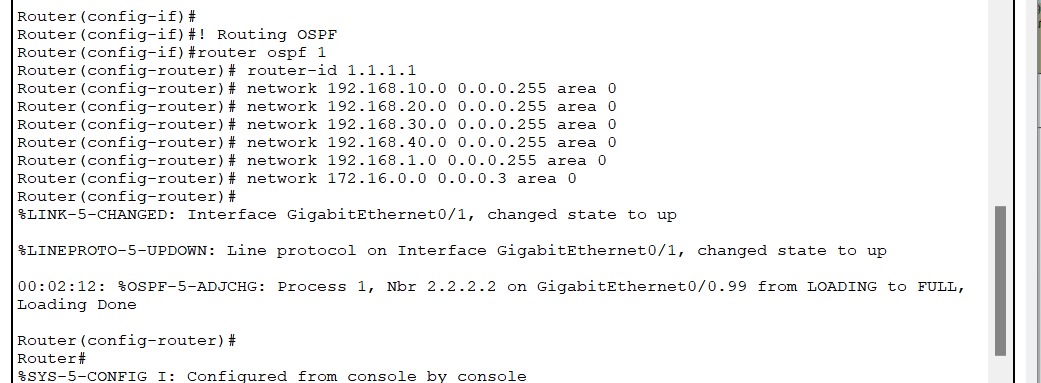 Router(config-if)#
Router(config-if)#! Routing OSPF
Router(config-if)#router ospf 1
Router(config-router)# router-id 1.1.1.1
Router(config-router)# network 192.168.10.0 0.0.0.255 area 0
Router(config-router)# network 192.168.20.0 0.0.0.255 area 0
Router(config-router)# network 192.168.30.0 0.0.0.255 area 0
Router(config-router)# network 192.168.40.0 0.0.0.255 area 0
Router(config-router)# network 192.168.1.0 0.0.0.255 area 0
Router(config-router)# network 172.16.0.0 0.0.0.3 area 0
Router(config-router)#
%LINK-5-CHANGED: Interface GigabitEthernet0/1, changed state to up
%LINEPROTO-5-UPDOWN: Line protocol on Interface GigabitEthernet0/1, changed state to up
00:02:12: %OSPF-5-ADJCHG: Process 1, Nbr 2.2.2.2 on GigabitEthernet0/0.99 from LOADING to FULL,
Loading Done
Router(config-router)#
Router#
%SYS-5-CONFIG_I: Configured from console by console